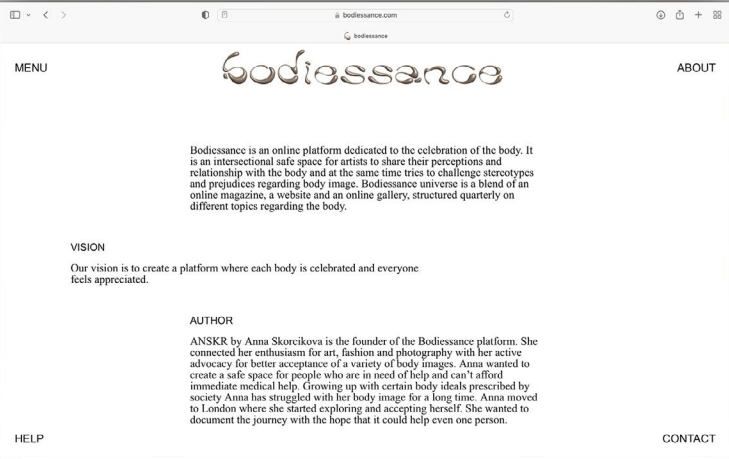 bodiessance.com
bodiessance
MENU
bodiessance
ABOUT
Bodiessance is an online platform dedicated to the celebration of the body. It
is an intersectional safe space for artists to share their perceptions and
relationship with the body and at the same time tries to challenge stereotypes
and prejudices regarding body image. Bodiessance universe is a blend of an
online magazine, a website and an online gallery, structured quarterly on
different topics regarding the body.
VISION
Our vision is to create a platform where each body is celebrated and everyone
feels appreciated.
AUTHOR
ANSKR by Anna Skorcikova is the founder of the Bodiessance platform. She
connected her enthusiasm for art, fashion and photography with her active
advocacy for better acceptance of a variety of body images. Anna wanted to
create a safe space for people who are in need of help and can't afford
immediate medical help. Growing up with certain body ideals prescribed by
society Anna has struggled with her body image for a long time. Anna moved
to London where she started exploring and accepting herself. She wanted to
document the journey with the hope that it could help even one person.
HELP
CONTACT